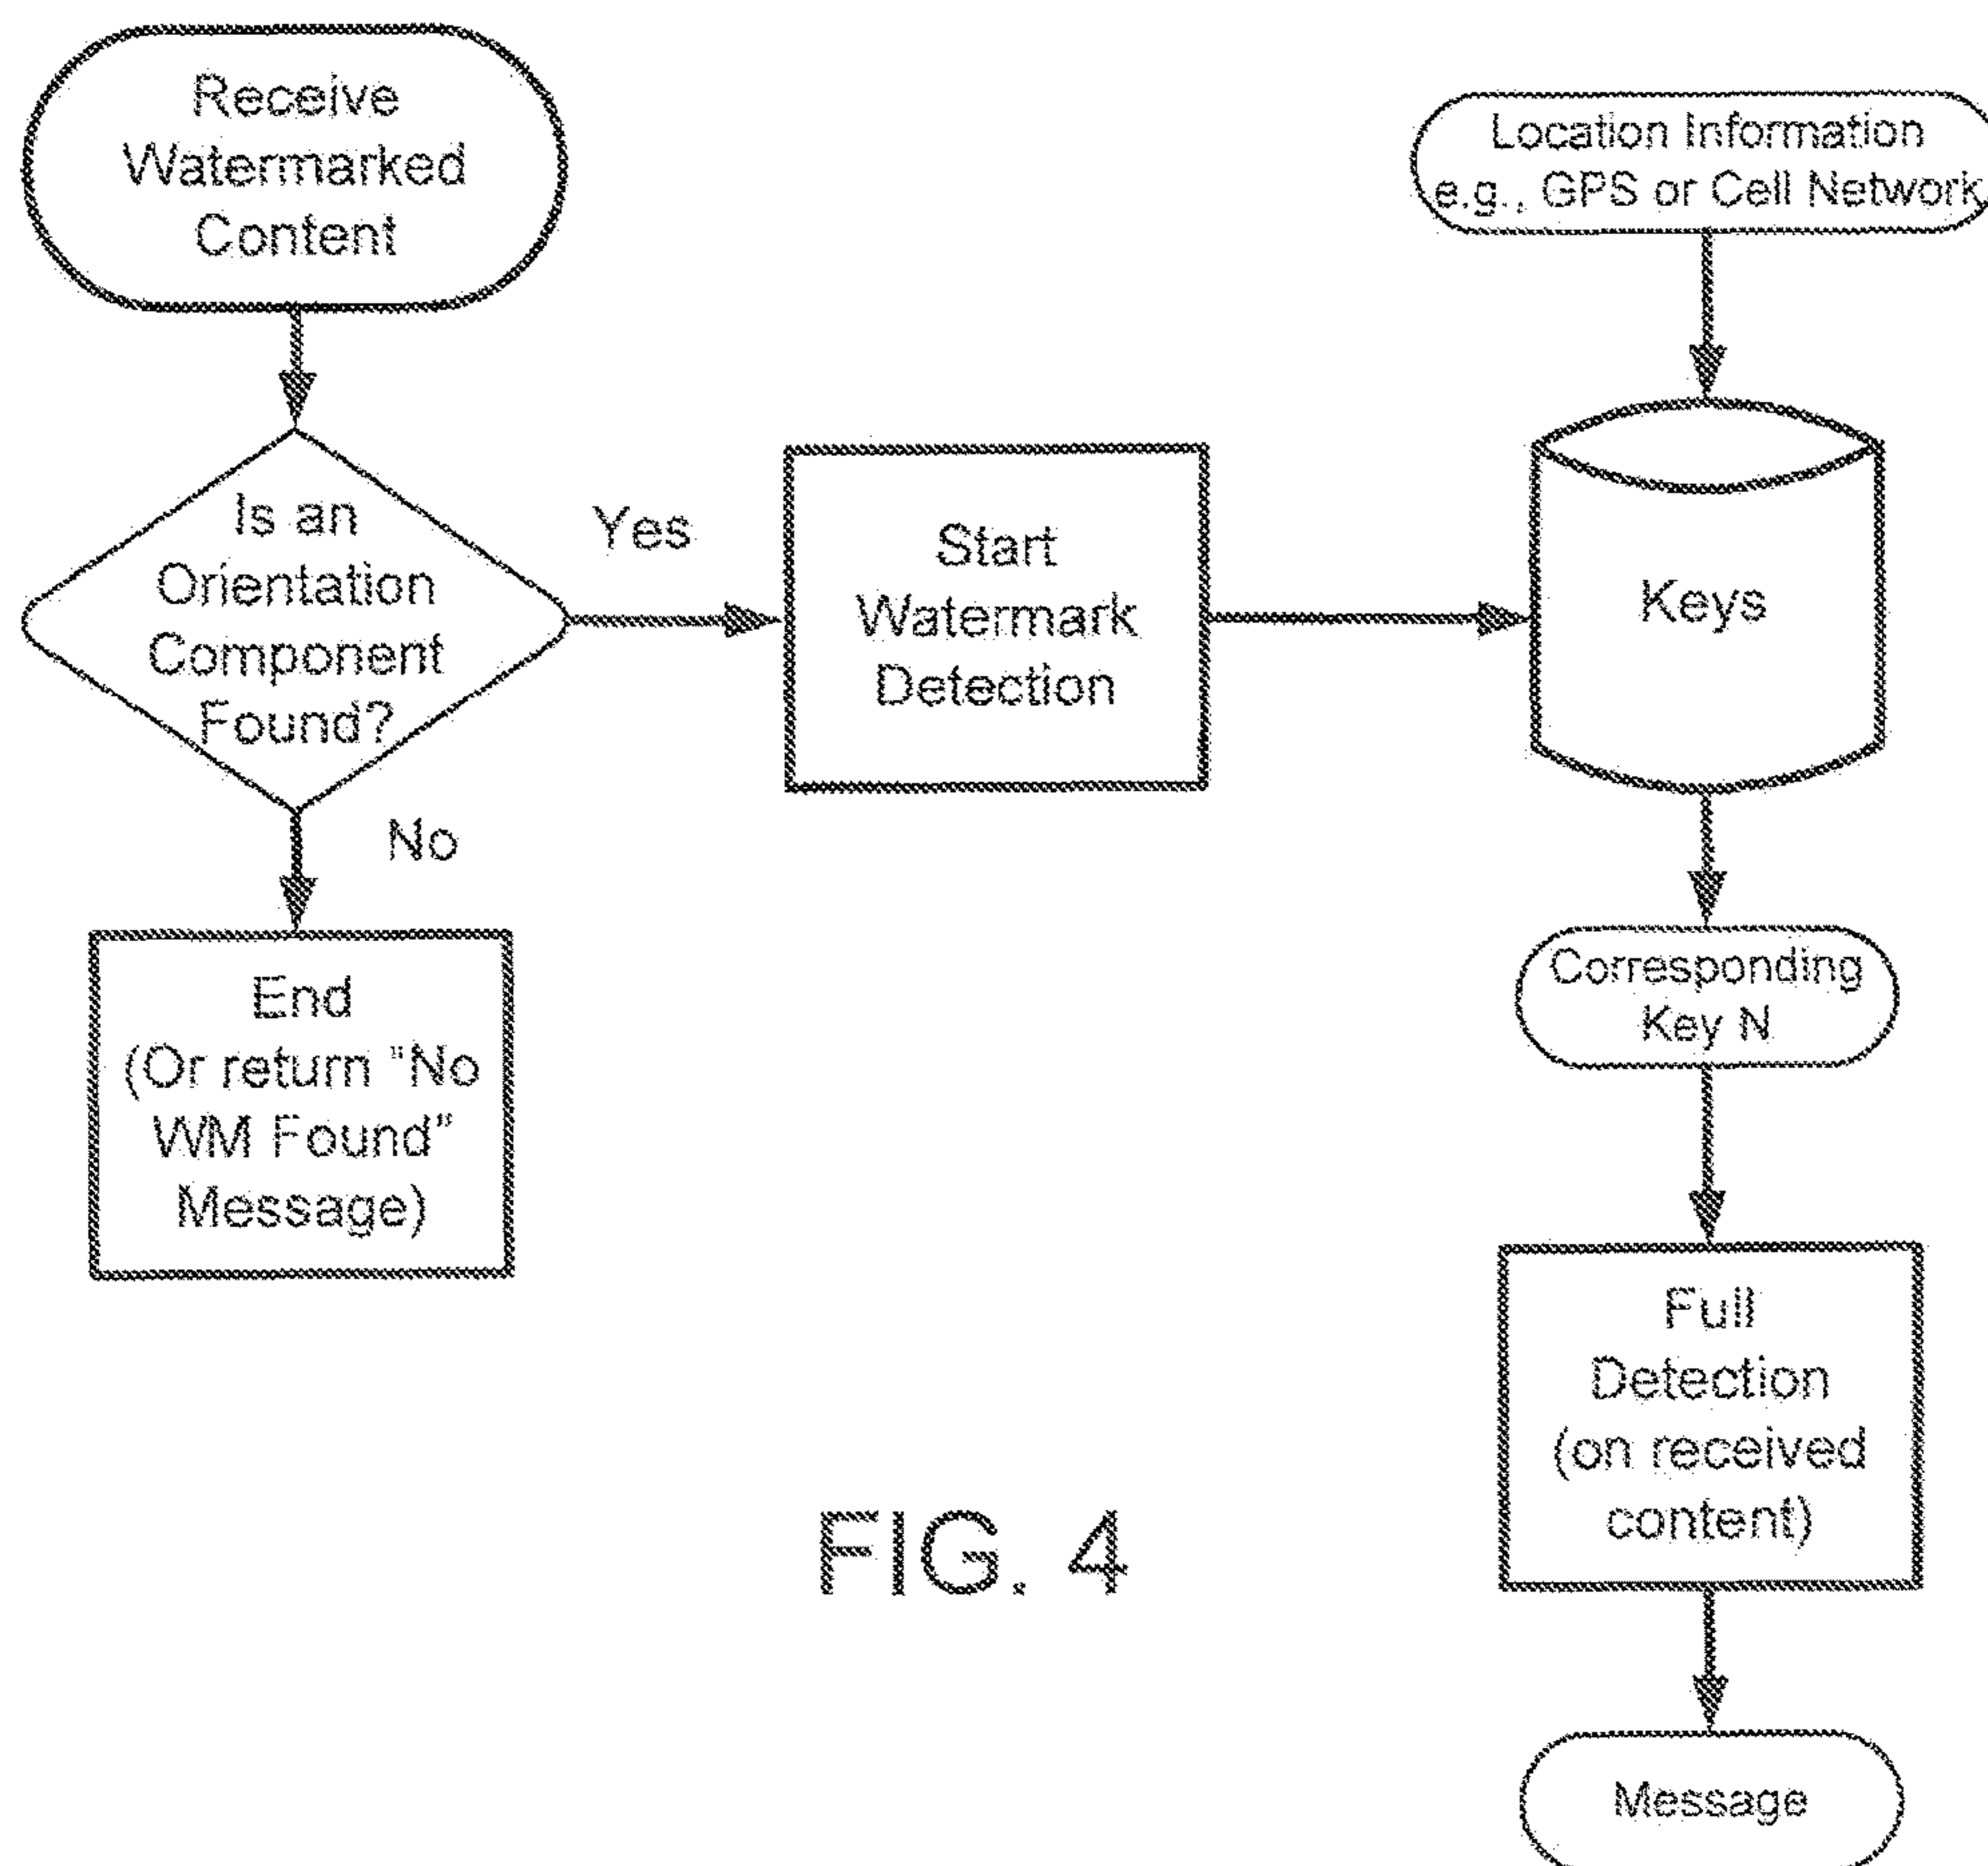 Receive
Watermarked
Content
Location Information
e.g., GPS or Cell Network
Is an
Orientation
Component
Found?
Yes
Start
Watermark
Detection
Keys
No
End
(Or return "No
WM Found"
Message)
Corresponding
Key N
Full
Detection
(on received
content)
FIG. 4
Message